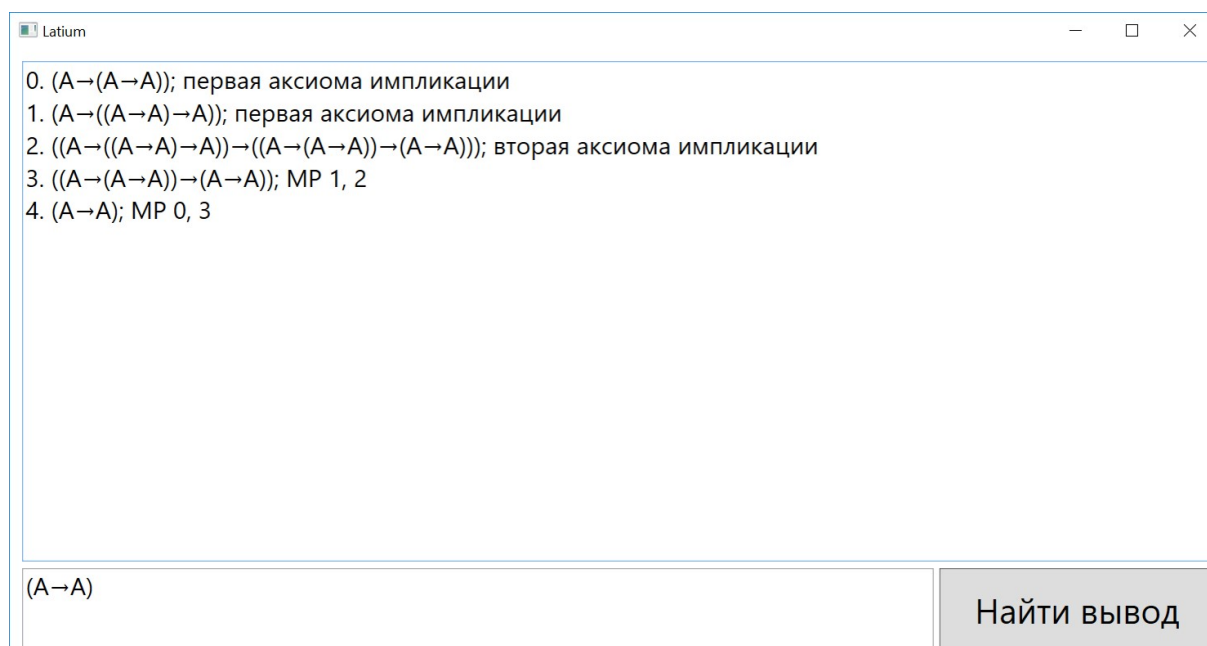 Latium
0. (A→(A→A)); первая аксиома импликации
1. (A→((A→A)→A)); первая аксиома импликации
2. ((A→((A→A)→A))→((A→(A→A))→(A→A))); вторая аксиома импликации
3. ((A→(A→A))→(A→A)); MP 1, 2
4. (A→A); MP 0, 3
(A→A)
Найти вывод